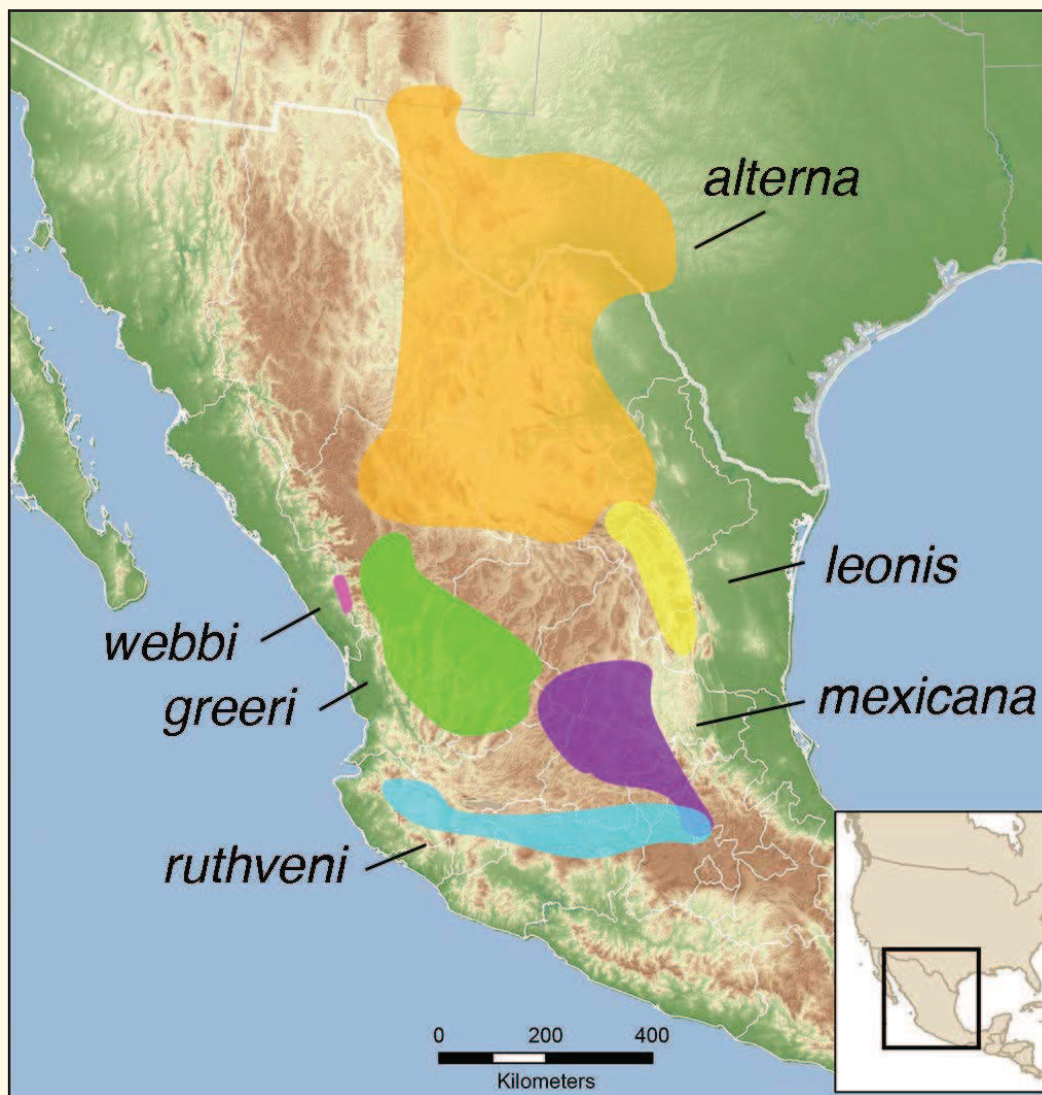 alterna
leonis
webbi
greeri
mexicana
ruthveni
0 200 400
Kilometers